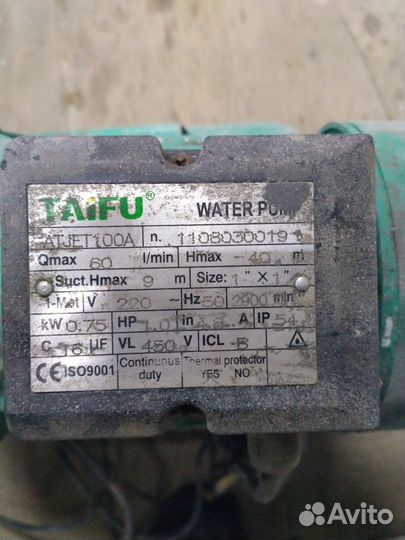 TAiFU® WATER PUMP
ATJET100A n. 1108030019
Qmax 60 l/min Hmax 40 m
Suct.Hmax 9 m Size: 1" X 1"
1-Mot V 220 ~ Hz 50 2900 min
kW 0.75 HP 1.0 in A IP 54
C 16 μF VL 450 V ICL B
CE ISO9001 Continuous duty Thermal protector YES NO
Avito